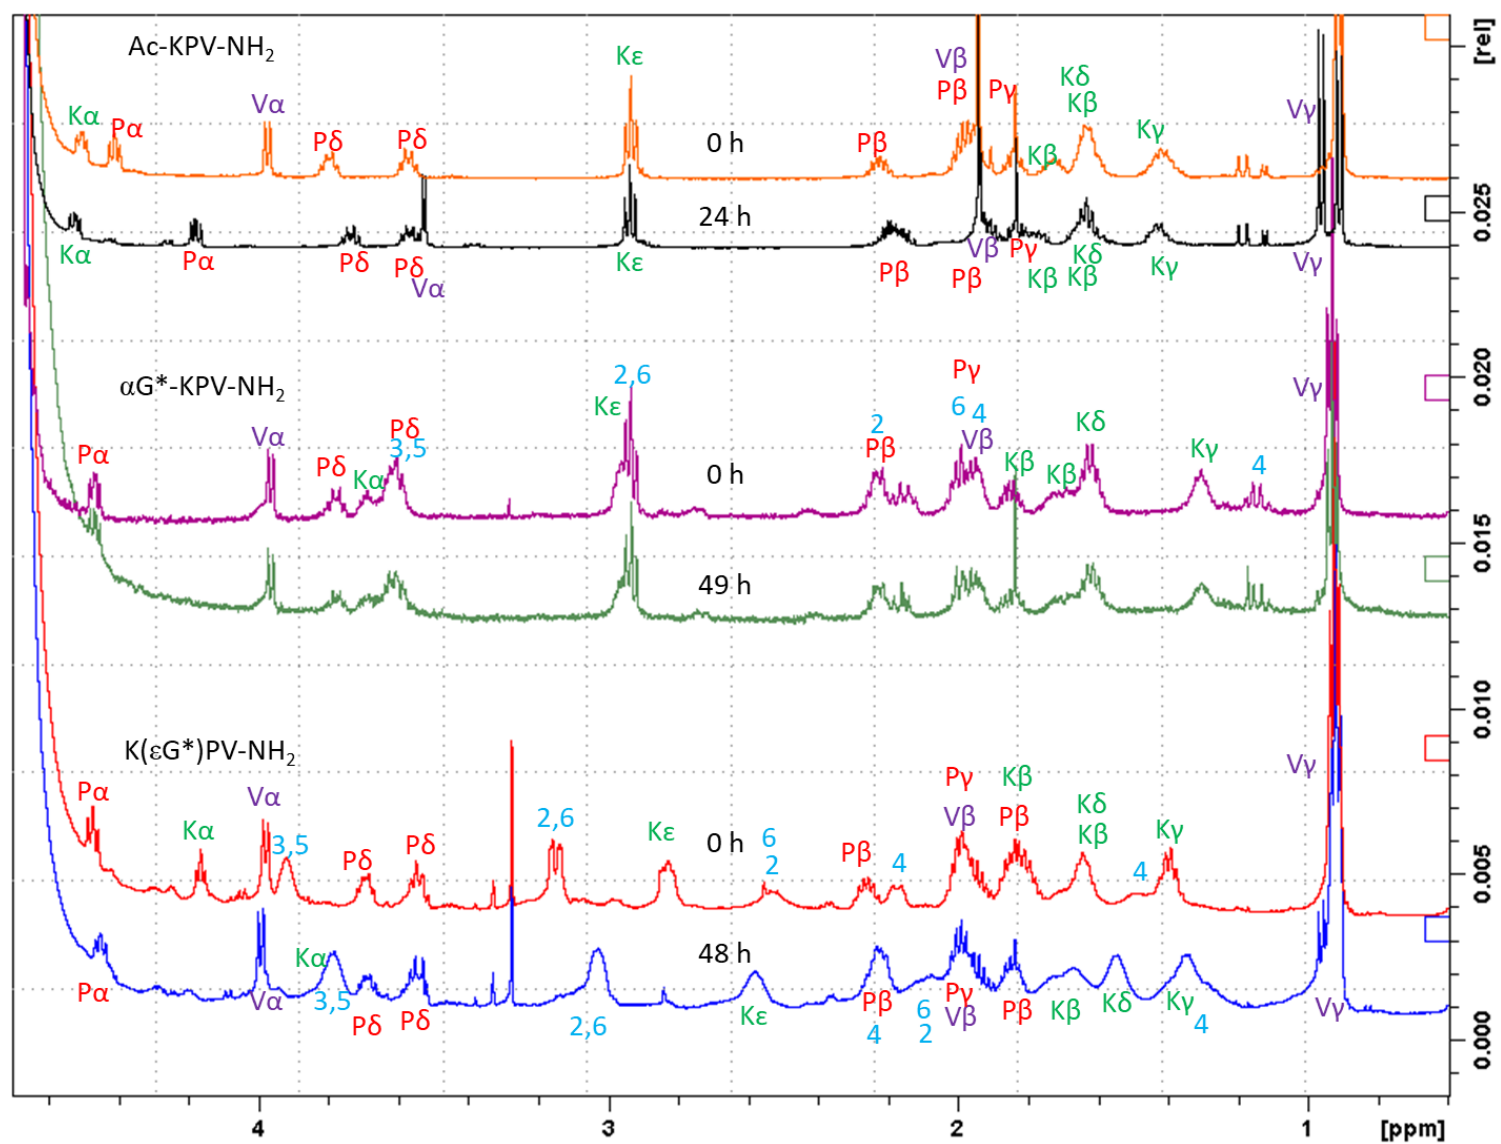 Ac-KPV-NH2
Kα
Pα
Vα
Pδ
Pδ
Kε
0 h
Pβ
Vβ
Pβ
Pγ
Kβ
Kδ
Kβ
Kγ
Vγ
[rel]
24 h
Kα
Pα
Pδ
Pδ
Vα
Kε
Pβ
Pβ
Vβ
Pγ
Kβ
Kδ
Kβ
Kγ
Vγ
0.025
αG*-KPV-NH2
Pα
Vα
Pδ
Kα
Pδ
3,5
Kε
2,6
0 h
2
Pβ
Pγ
6
4
Vβ
Kβ
Kβ
Kδ
Kγ
4
Vγ
0.020
49 h
0.015
0.010
K(εG*)PV-NH2
Pα
Kα
Vα
3,5
Pδ
Pδ
2,6
Kε
0 h
6
2
Pβ
4
Pγ
Vβ
Kβ
Pβ
Kδ
Kβ
4
Kγ
Vγ
0.005
48 h
Pα
Vα
Kα
3,5
Pδ
Pδ
2,6
Kε
Pβ
4
6
2
Pγ
Vβ
Pβ
Kβ
Kδ
Kγ
4
Vγ
0.000
4
3
2
1
[ppm]